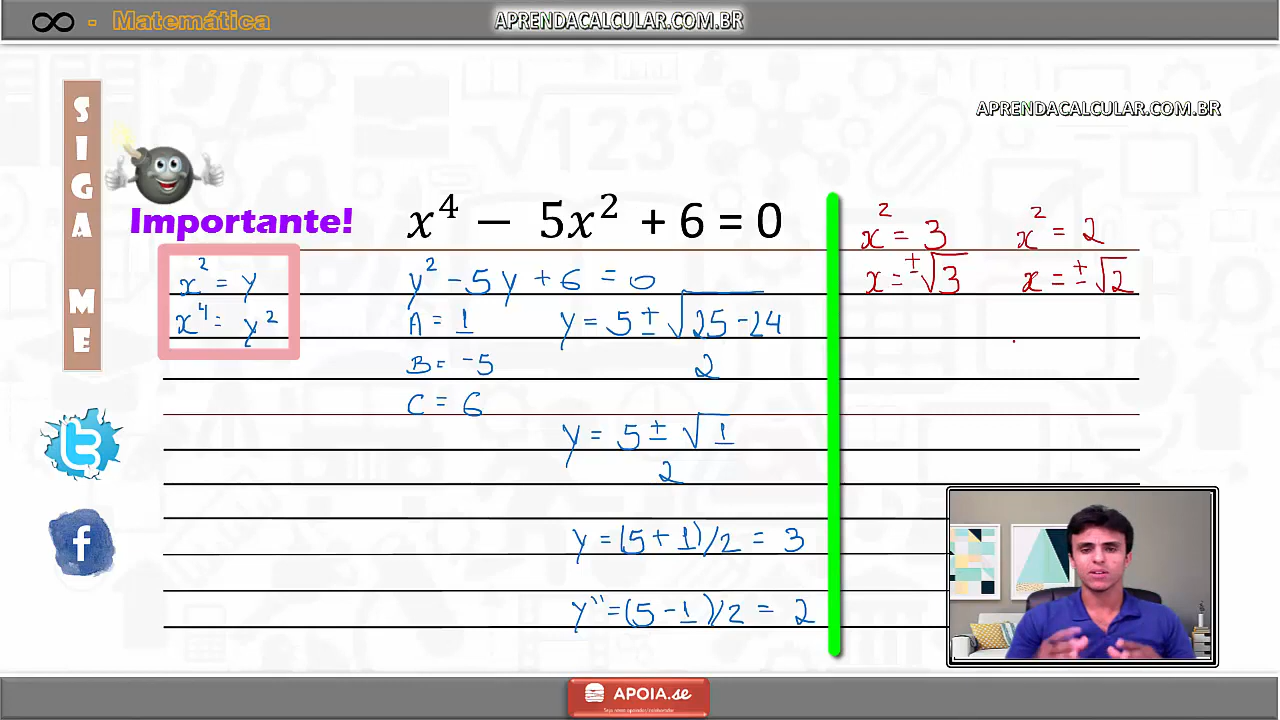 ∞ - Matemática
APRENDACALCULAR.COM.BR
APRENDACALCULAR.COM.BR
SIGA ME
Importante!
x⁴ − 5x² + 6 = 0
x² = y
x⁴ = y²
y² - 5y + 6 = 0
A = 1
B = -5
C = 6
y = 5 ± √25 - 24
2
y = 5 ± √1
2
y = (5 + 1)/2 = 3
y'' = (5 - 1)/2 = 2
x² = 3
x = ± √3
x² = 2
x = ± √2
t
f
APOIA.se